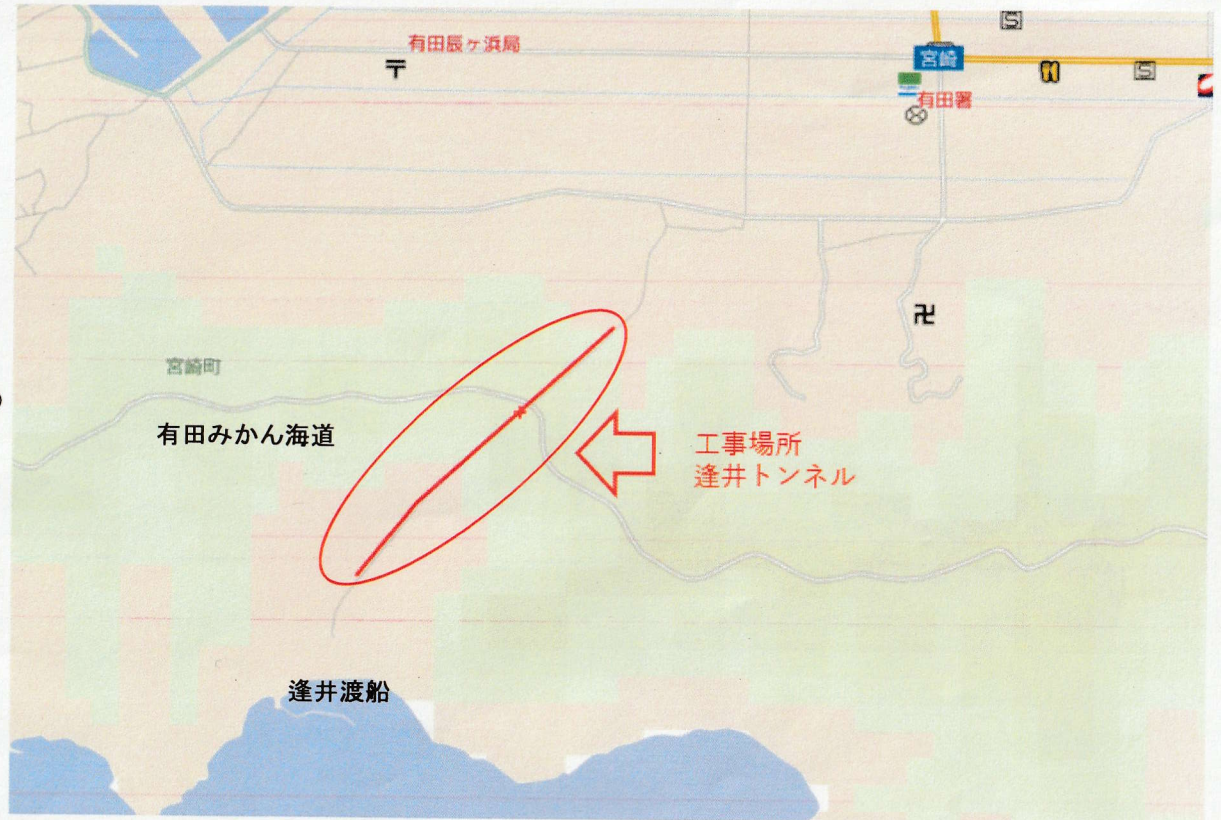 有田辰ヶ浜局
宮崎
有田署
宮崎町
有田みかん海道
工事場所
逢井トンネル
逢井渡船